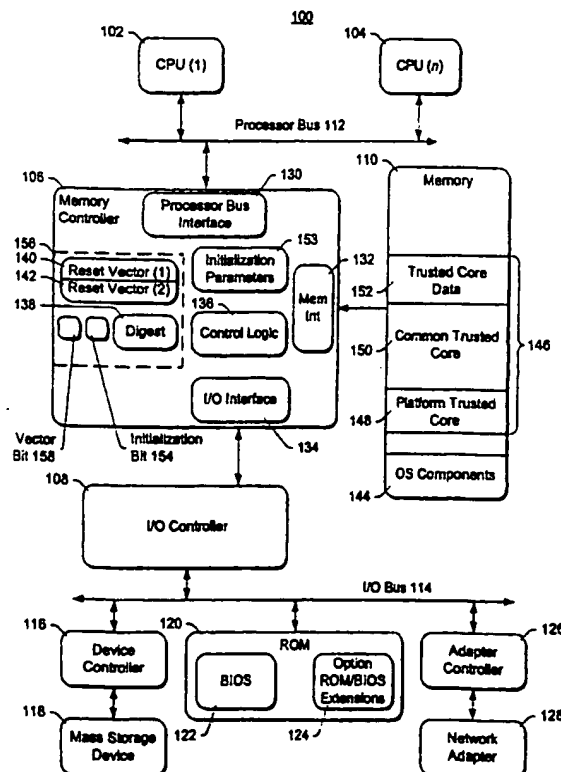 100
102
CPU (1)
104
CPU (n)
Processor Bus 112
106
Memory
Controller
130
Processor Bus
Interface
110
Memory
156
140
Reset Vector (1)
142
Reset Vector (2)
153
Initialization
Parameters
132
Mem
Int
138
Digest
136
Control Logic
152
Trusted Core
Data
150
Common Trusted
Core
146
148
Platform Trusted
Core
I/O Interface
134
Vector
Bit 158
Initialization
Bit 154
144
OS Components
108
I/O Controller
I/O Bus 114
116
Device
Controller
120
ROM
BIOS
122
Option
ROM/BIOS
Extensions
124
126
Adapter
Controller
118
Mass Storage
Device
128
Network
Adapter